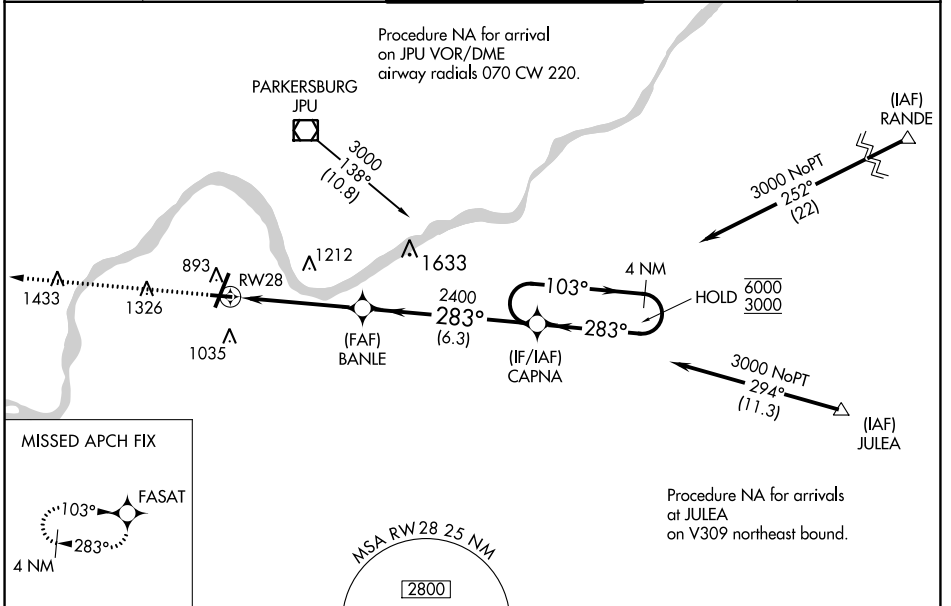 Procedure NA for arrival
on JPU VOR/DME
airway radials 070 CW 220.
PARKERSBURG
JPU
3000
138°
(10.8)
(IAF)
RANDE
3000 NoPT
252°
(22)
1433
1326
893
RW28
1212
1633
1035
(FAF)
BANLE
2400
283°
(6.3)
(IF/IAF)
CAPNA
103°
283°
4 NM
HOLD
6000
3000
3000 NoPT
294°
(11.3)
(IAF)
JULEA
MISSED APCH FIX
FASAT
103°
283°
4 NM
Procedure NA for arrivals
at JULEA
on V309 northeast bound.
MSA RW28 25 NM
2800